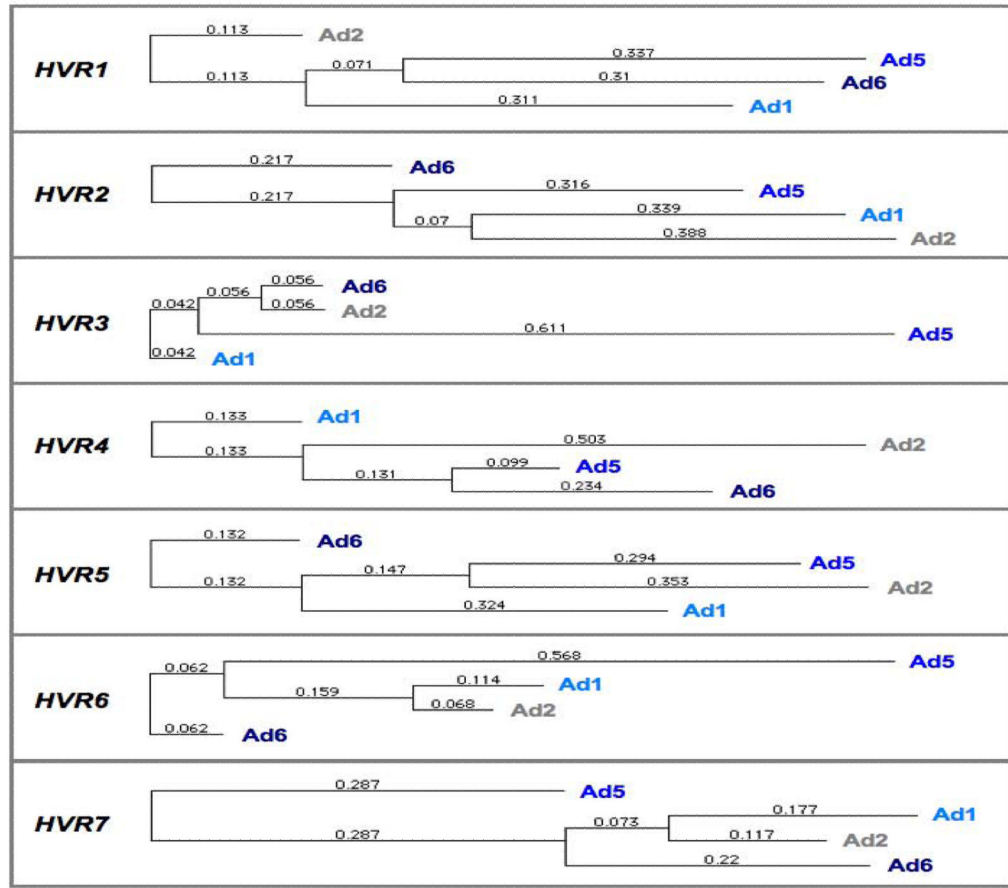 0.113 Ad2
HVR1
0.071 0.337 Ad5
0.113 0.31 Ad6
0.311 Ad1
0.217 Ad6
HVR2
0.217 0.316 Ad5
0.07 0.339 Ad1
0.388 Ad2
0.056 Ad6
0.042 0.056 0.056 Ad2
HVR3
0.611 Ad5
0.042 Ad1
0.133 Ad1
HVR4
0.133 0.503 Ad2
0.131 0.099 Ad5
0.234 Ad6
0.132 Ad6
HVR5
0.147 0.294 Ad5
0.132 0.353 Ad2
0.324 Ad1
0.062 0.568 Ad5
HVR6
0.159 0.114 Ad1
0.068 Ad2
0.062 Ad6
0.287 Ad5
HVR7
0.073 0.177 Ad1
0.287 0.117 Ad2
0.22 Ad6